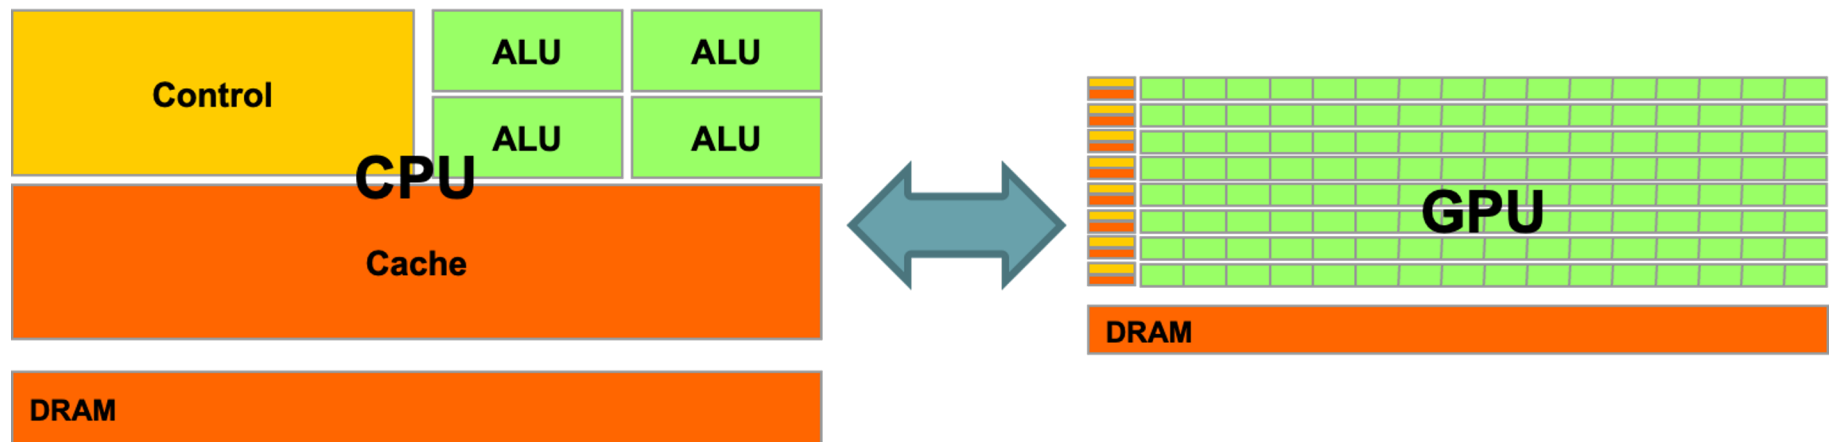 Control
ALU ALU
ALU ALU
CPU
Cache
DRAM
GPU
DRAM